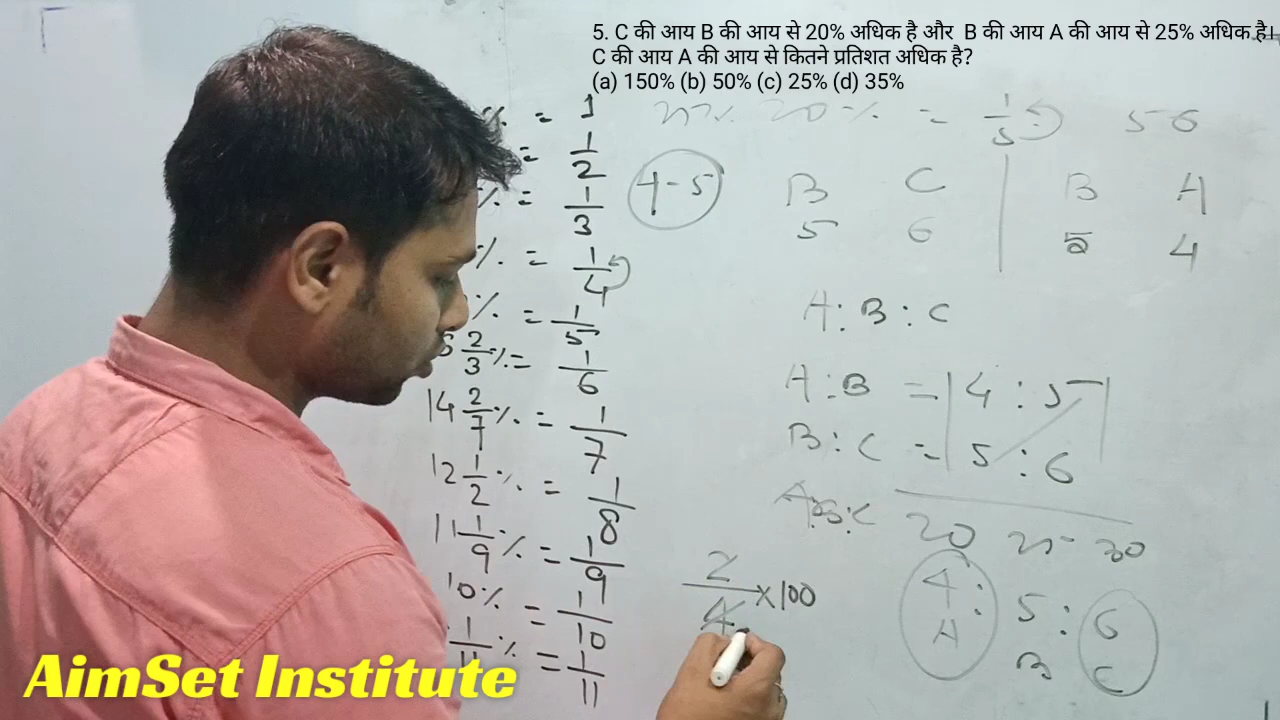 5. C की आय B की आय से 20% अधिक है और B की आय A की आय से 25% अधिक है।
C की आय A की आय से कितने प्रतिशत अधिक है?
(a) 150% (b) 50% (c) 25% (d) 35%
% = 1
= 1/2
% = 1/3
% = 1/4
% = 1/5
2/3 % = 1/6
14 2/7 % = 1/7
12 1/2 % = 1/8
11 1/9 % = 1/9
10% = 1/10
1/11 % = 1/11
20% = 1/5 5 6
4-5 B C | B A
5 6 | 5 4
A : B : C
A : B = 4 : 5
B : C = 5 : 6
A:B:C 20 25 30
4 : 5 : 6
A B C
2/4 × 100
AimSet Institute